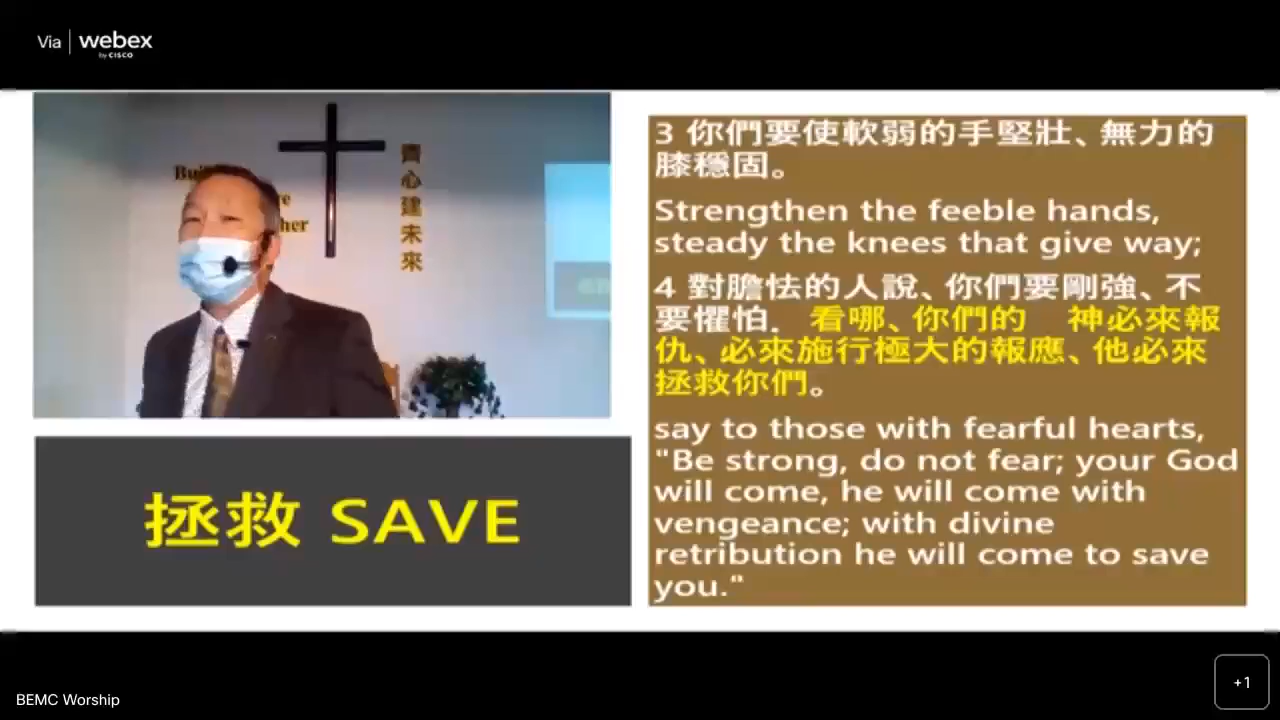 Via webex
by CISCO
齊
心
建
未
來
her
3 你們要使軟弱的手堅壯、無力的
膝穩固。
Strengthen the feeble hands,
steady the knees that give way;
4 對膽怯的人說、你們要剛強、不
要懼怕． 看哪、你們的　神必來報
仇、必來施行極大的報應、他必來
拯救你們。
say to those with fearful hearts,
"Be strong, do not fear; your God
will come, he will come with
vengeance; with divine
retribution he will come to save
you."
拯救 SAVE
BEMC Worship
+1